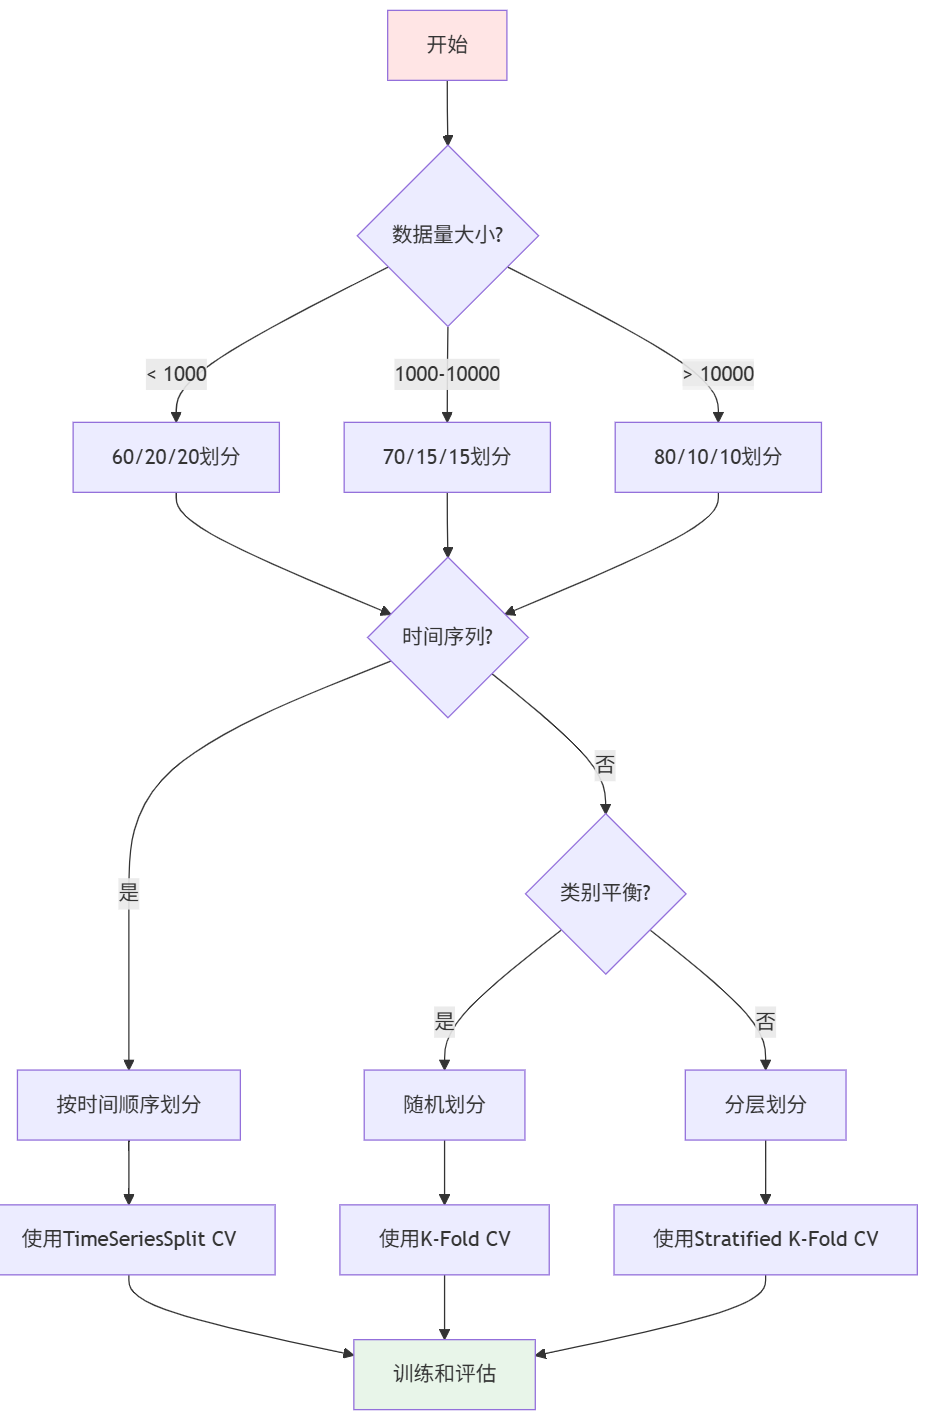 开始
数据量大小?
< 1000
1000-10000
> 10000
60/20/20划分
70/15/15划分
80/10/10划分
时间序列?
否
类别平衡?
是
是
否
按时间顺序划分
随机划分
分层划分
使用TimeSeriesSplit CV
使用K-Fold CV
使用Stratified K-Fold CV
训练和评估